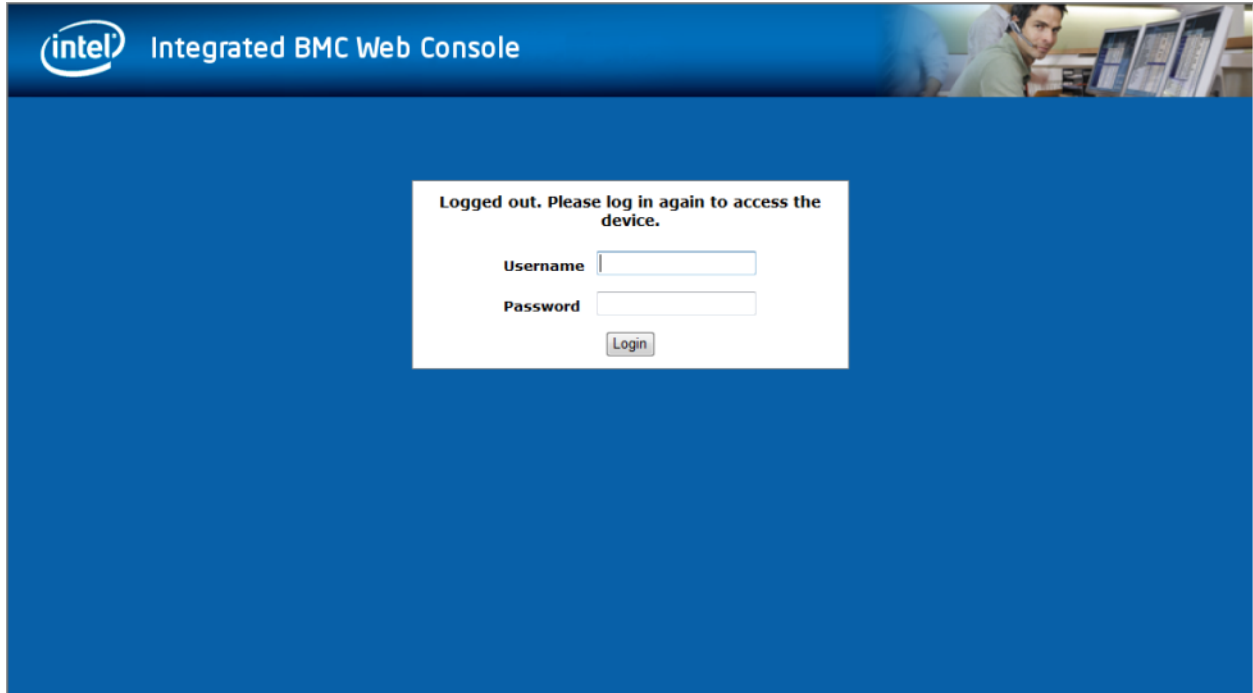 intel Integrated BMC Web Console
Logged out. Please log in again to access the
device.
Username
Password
Login